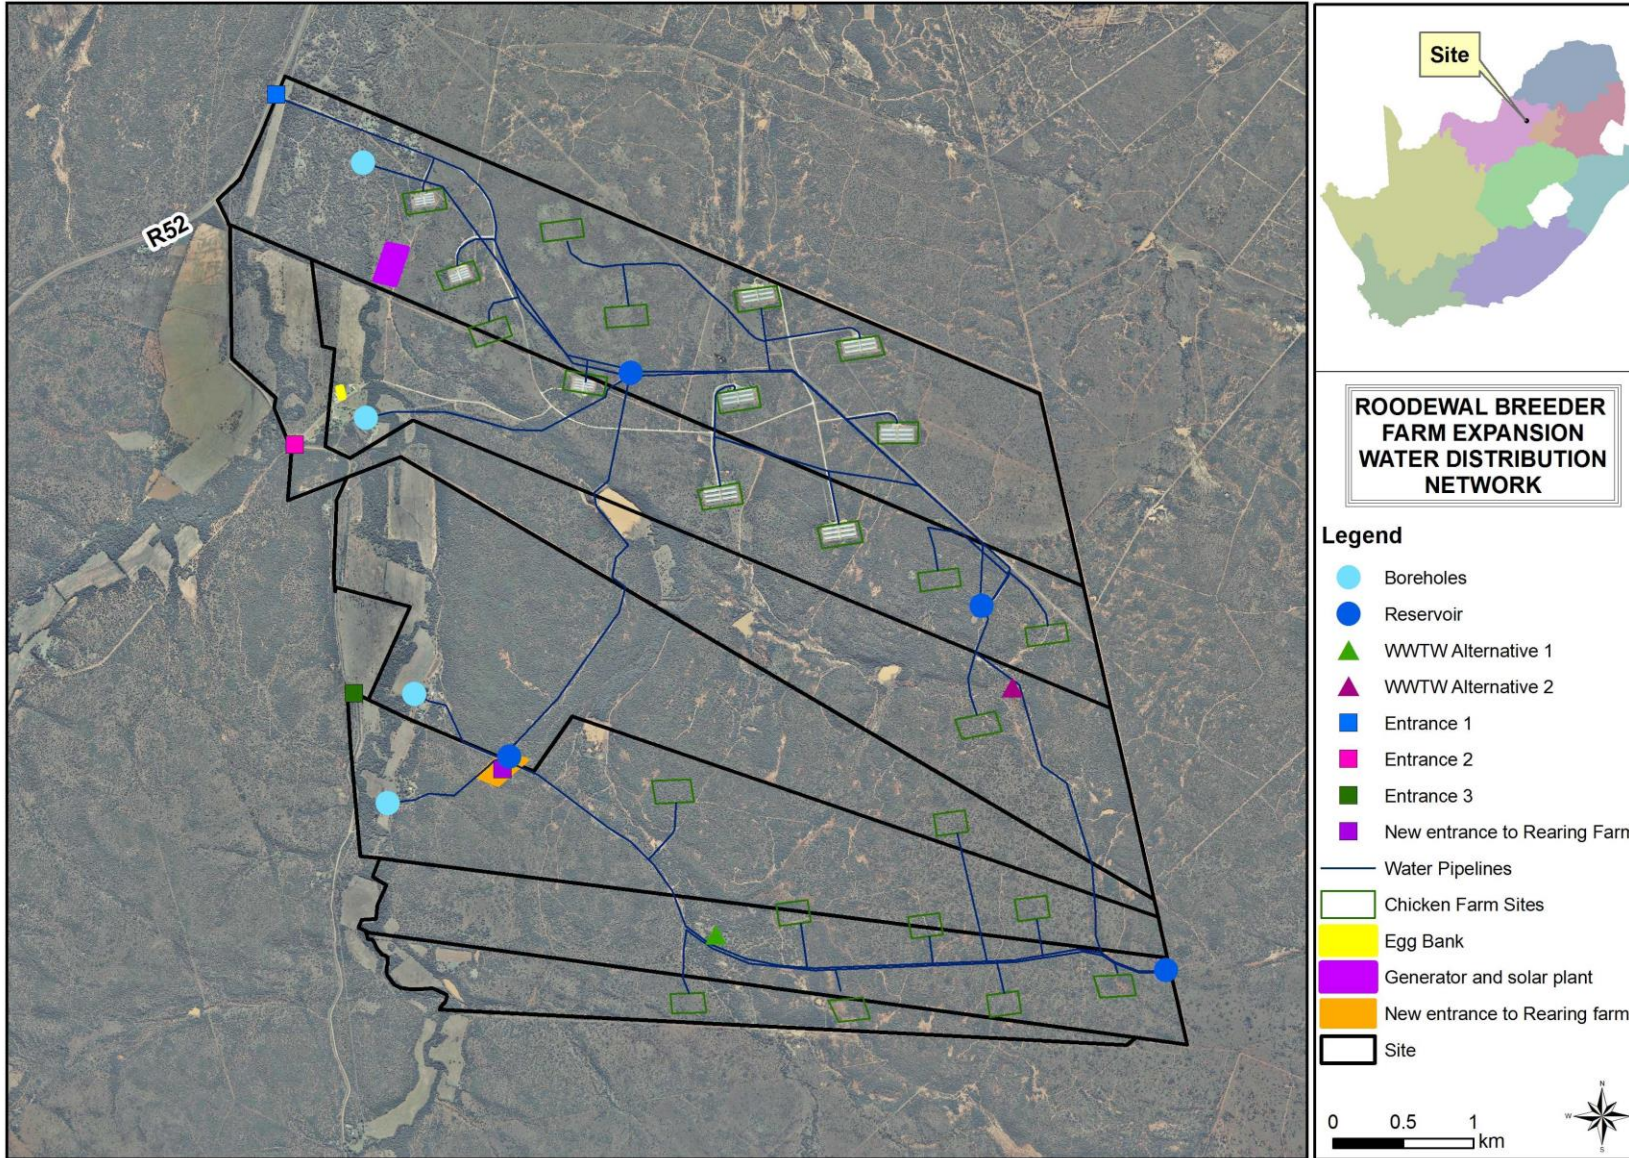 R52
Site
ROODEWAL BREEDER
FARM EXPANSION
WATER DISTRIBUTION
NETWORK
Legend
Boreholes
Reservoir
WWTW Alternative 1
WWTW Alternative 2
Entrance 1
Entrance 2
Entrance 3
New entrance to Rearing Farm
Water Pipelines
Chicken Farm Sites
Egg Bank
Generator and solar plant
New entrance to Rearing farm
Site
N
W
S
0 0.5 1
km